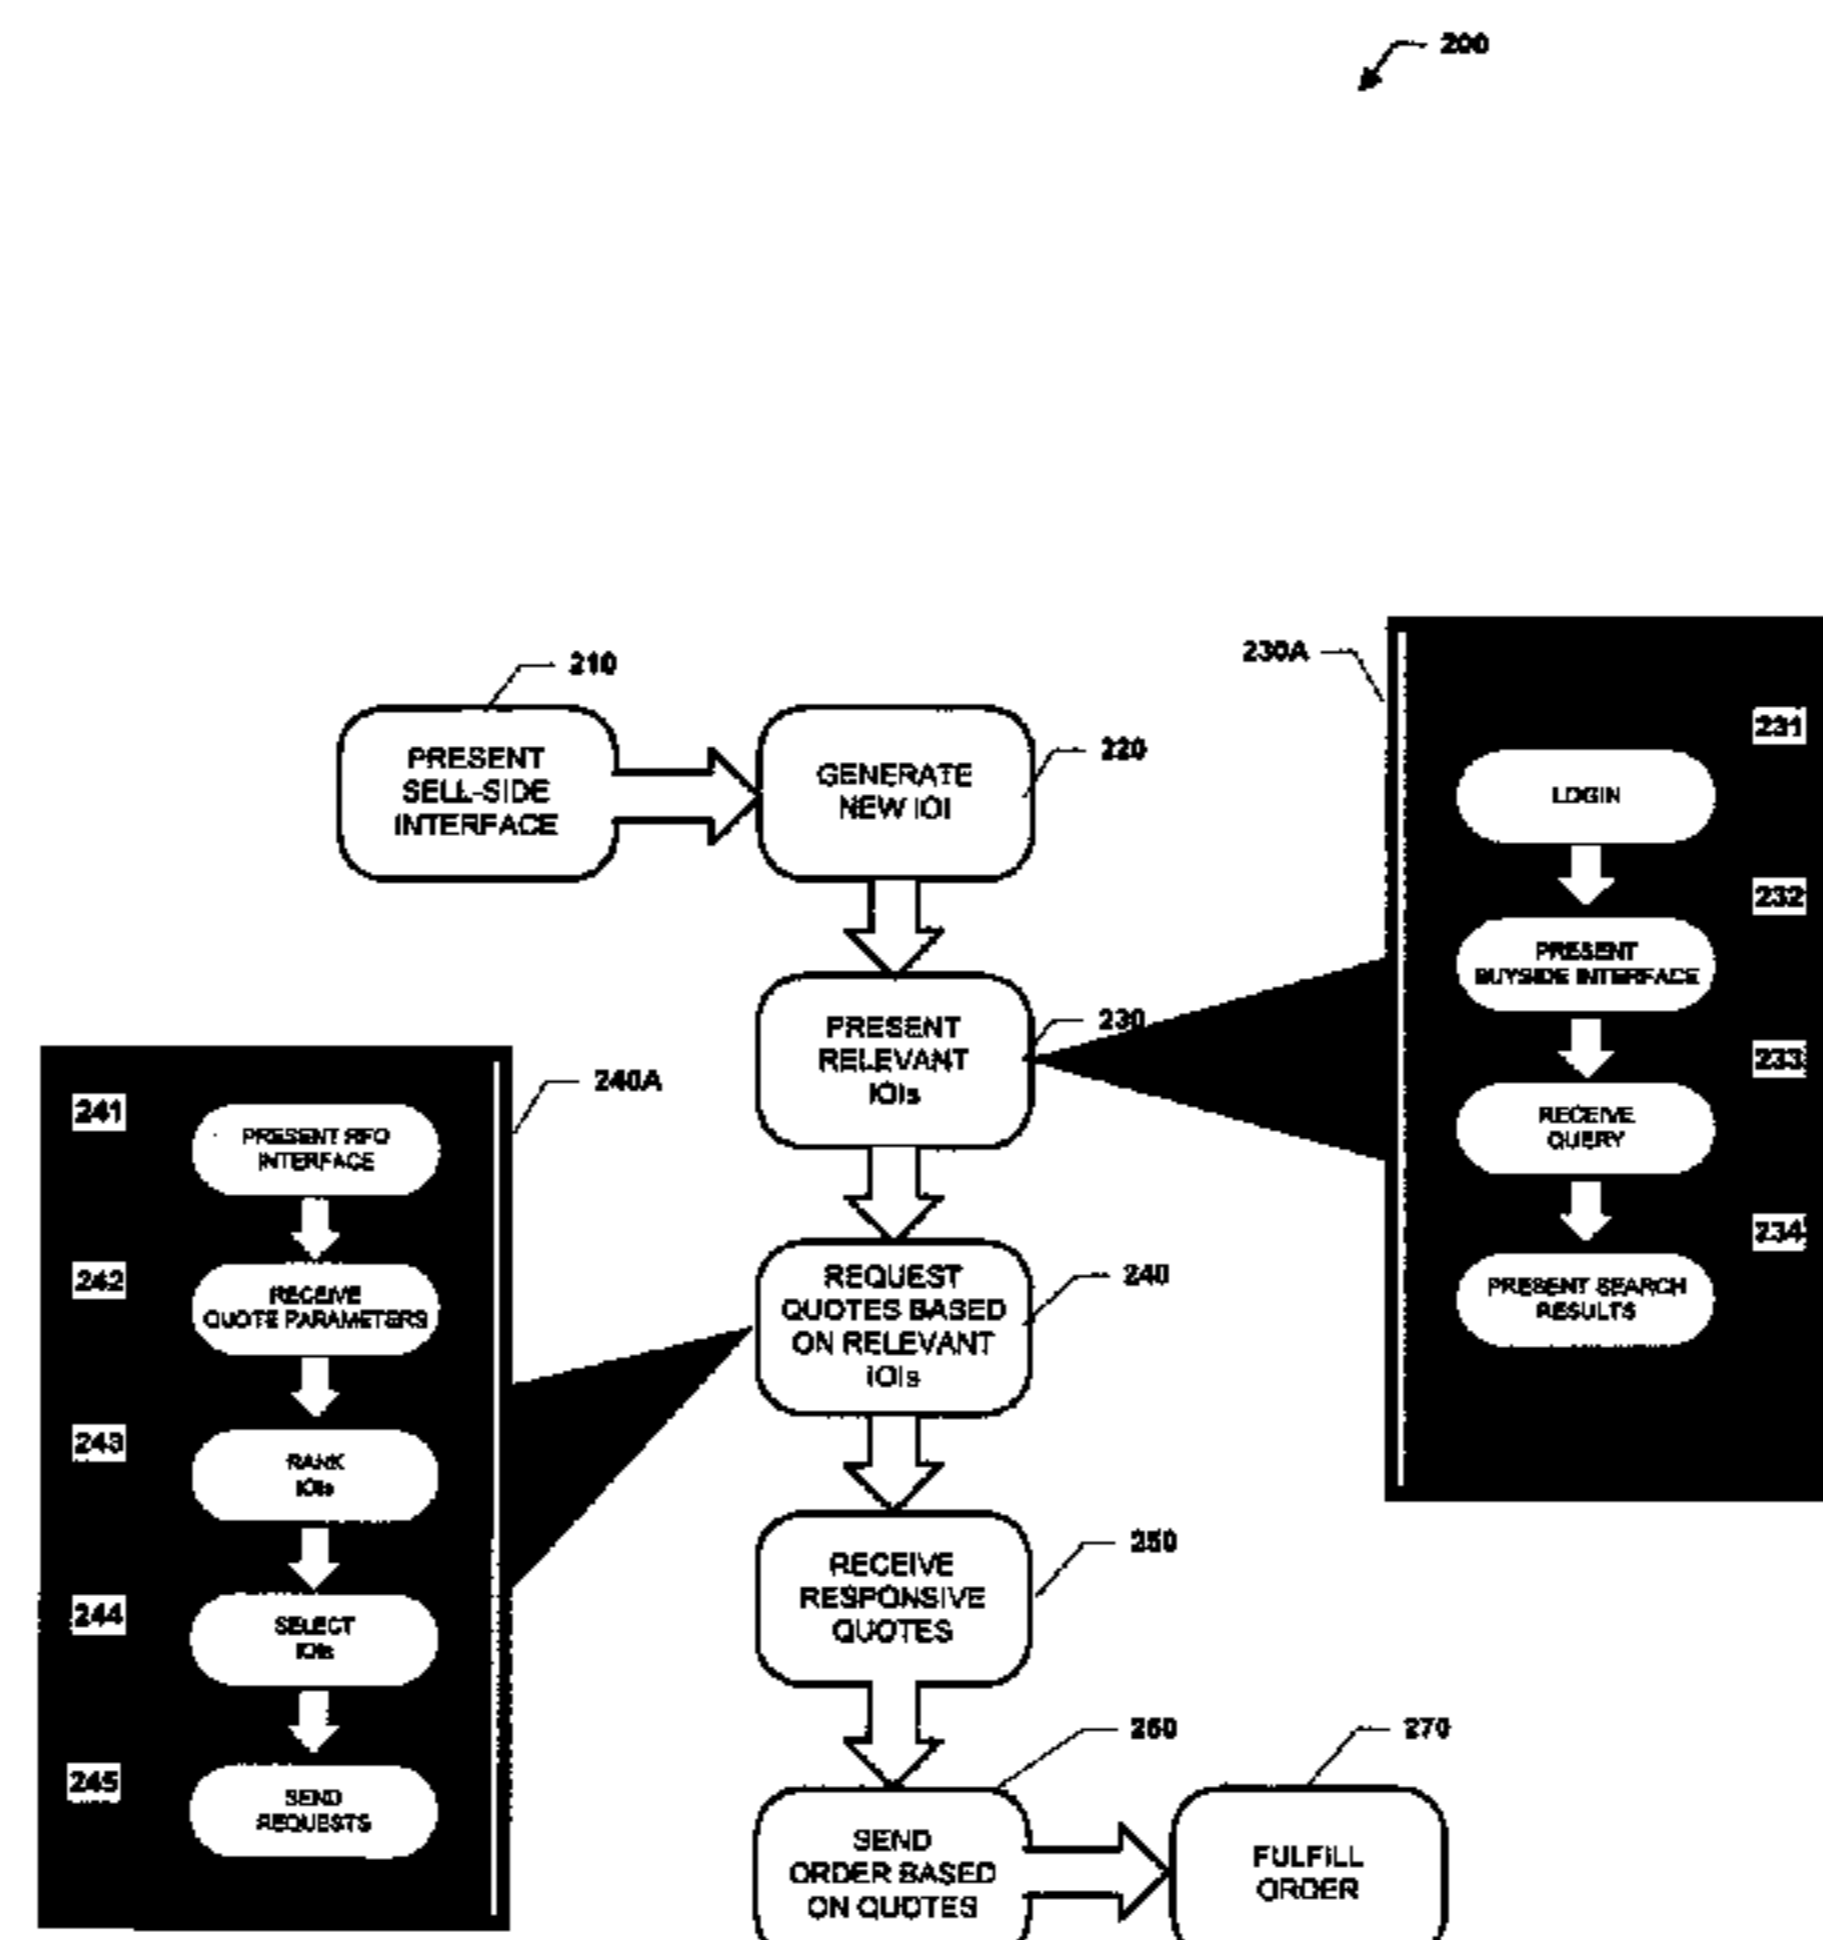 200
210
PRESENT
SELL-SIDE
INTERFACE
220
GENERATE
NEW IOI
230A
231
LOGIN
232
PRESENT
BUYSIDE INTERFACE
233
RECEIVE
QUERY
234
PRESENT SEARCH
RESULTS
230
PRESENT
RELEVANT
IOIs
240A
241
PRESENT RFQ
INTERFACE
242
RECEIVE
QUOTE PARAMETERS
243
RANK
IOIs
244
SELECT
IOIs
245
SEND
REQUESTS
240
REQUEST
QUOTES BASED
ON RELEVANT
IOIs
250
RECEIVE
RESPONSIVE
QUOTES
260
SEND
ORDER BASED
ON QUOTES
270
FULFILL
ORDER